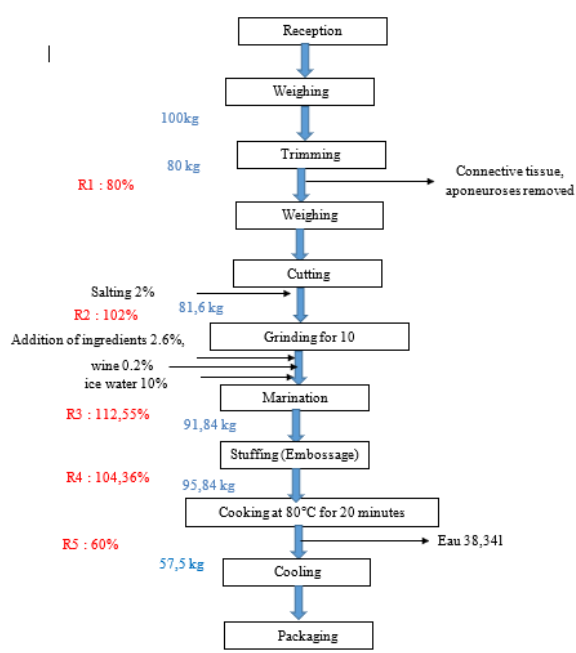 Reception
Weighing
100kg
Trimming
80 kg
Connective tissue,
aponeuroses removed
R1 : 80%
Weighing
Cutting
Salting 2%
81,6 kg
R2 : 102%
Addition of ingredients 2.6%,
Grinding for 10
wine 0.2%
ice water 10%
Marination
R3 : 112,55%
91,84 kg
Stuffing (Embossage)
R4 : 104,36%
95,84 kg
Cooking at 80°C for 20 minutes
Eau 38,34l
R5 : 60%
57,5 kg
Cooling
Packaging